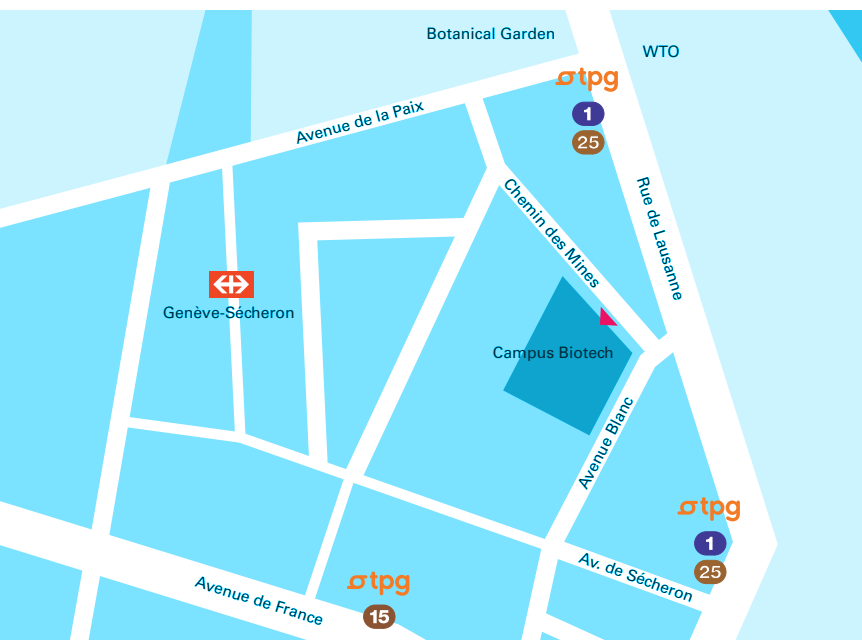 Botanical Garden
WTO
tpg
1
25
Avenue de la Paix
Chemin des Mines
Rue de Lausanne
Genève-Sécheron
Campus Biotech
Avenue Blanc
tpg
1
25
Av. de Sécheron
tpg
15
Avenue de France